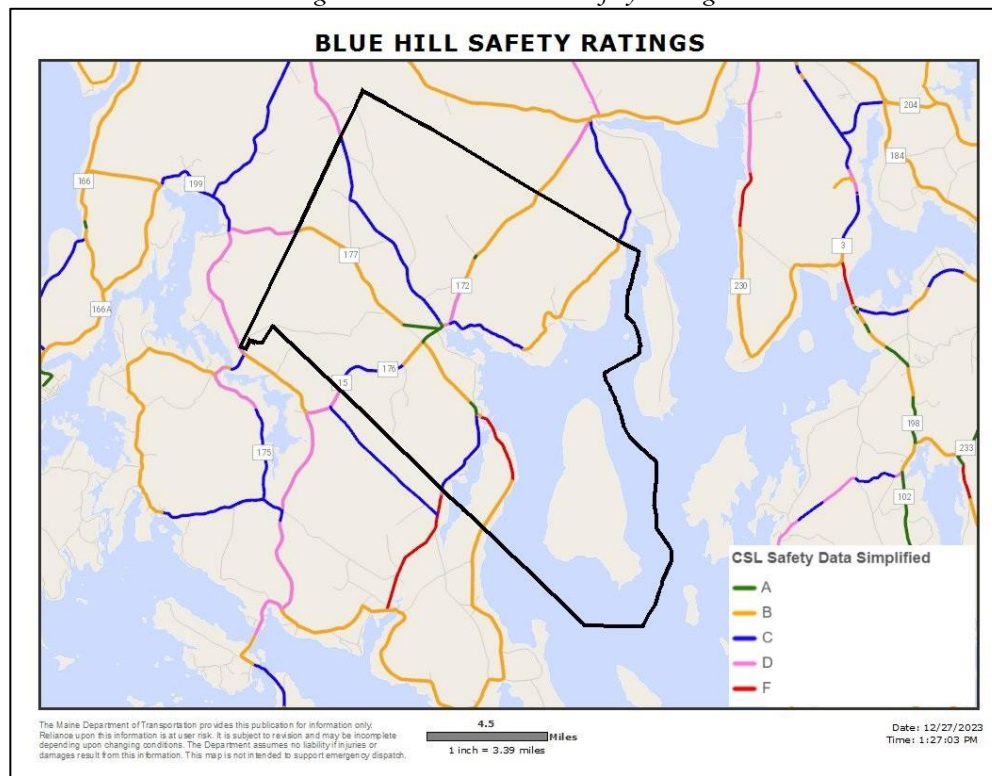 BLUE HILL SAFETY RATINGS
204
166
199
184
177
3
172
230
166A
176
15
198
175
233
102
CSL Safety Data Simplified
A
B
C
D
F
The Maine Department of Transportation provides this publication for information only.
Reliance upon this information is at user risk. It is subject to revision and may be incomplete
depending upon changing conditions. The Department assumes no liability if injuries or
damages result from this information. This map is not intended to support emergency dispatch.
4.5
Miles
1 inch = 3.39 miles
Date: 12/27/2023
Time: 1:27:03 PM